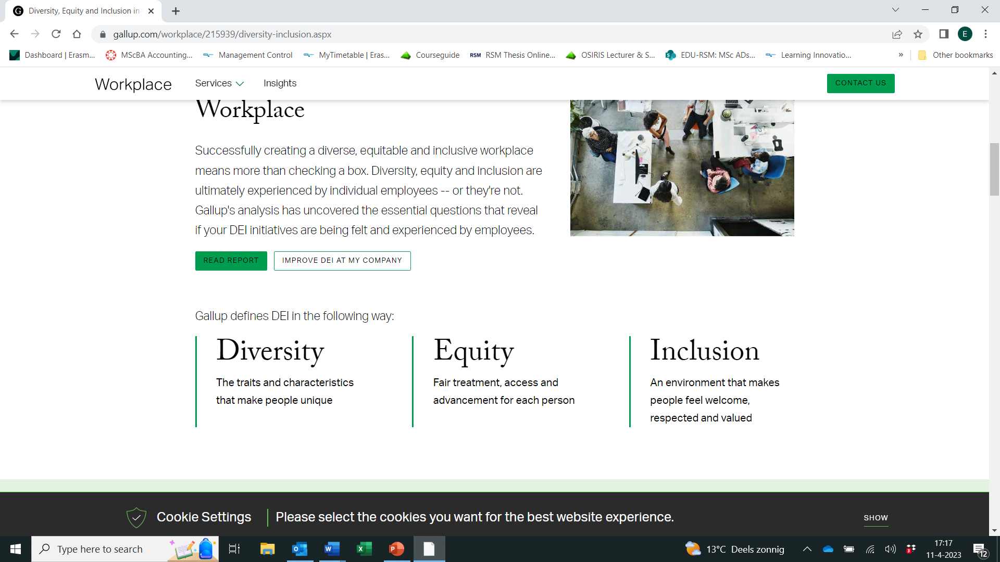 G Diversity, Equity and Inclusion in
gallup.com/workplace/215939/diversity-inclusion.aspx
E
Dashboard | Erasm... MScBA Accounting... Management Control MyTimetable | Eras... Courseguide RSM RSM Thesis Online... OSIRIS Lecturer & S... EDU-RSM: MSc ADs... Learning Innovatio... » Other bookmarks
Workplace Services Insights CONTACT US
Workplace
Successfully creating a diverse, equitable and inclusive workplace
means more than checking a box. Diversity, equity and inclusion are
ultimately experienced by individual employees -- or they're not.
Gallup's analysis has uncovered the essential questions that reveal
if your DEI initiatives are being felt and experienced by employees.
READ REPORT IMPROVE DEI AT MY COMPANY
Gallup defines DEI in the following way:
Diversity
The traits and characteristics
that make people unique
Equity
Fair treatment, access and
advancement for each person
Inclusion
An environment that makes
people feel welcome,
respected and valued
Cookie Settings Please select the cookies you want for the best website experience. SHOW
Type here to search
13°C Deels zonnig
3
17:17
11-4-2023
12